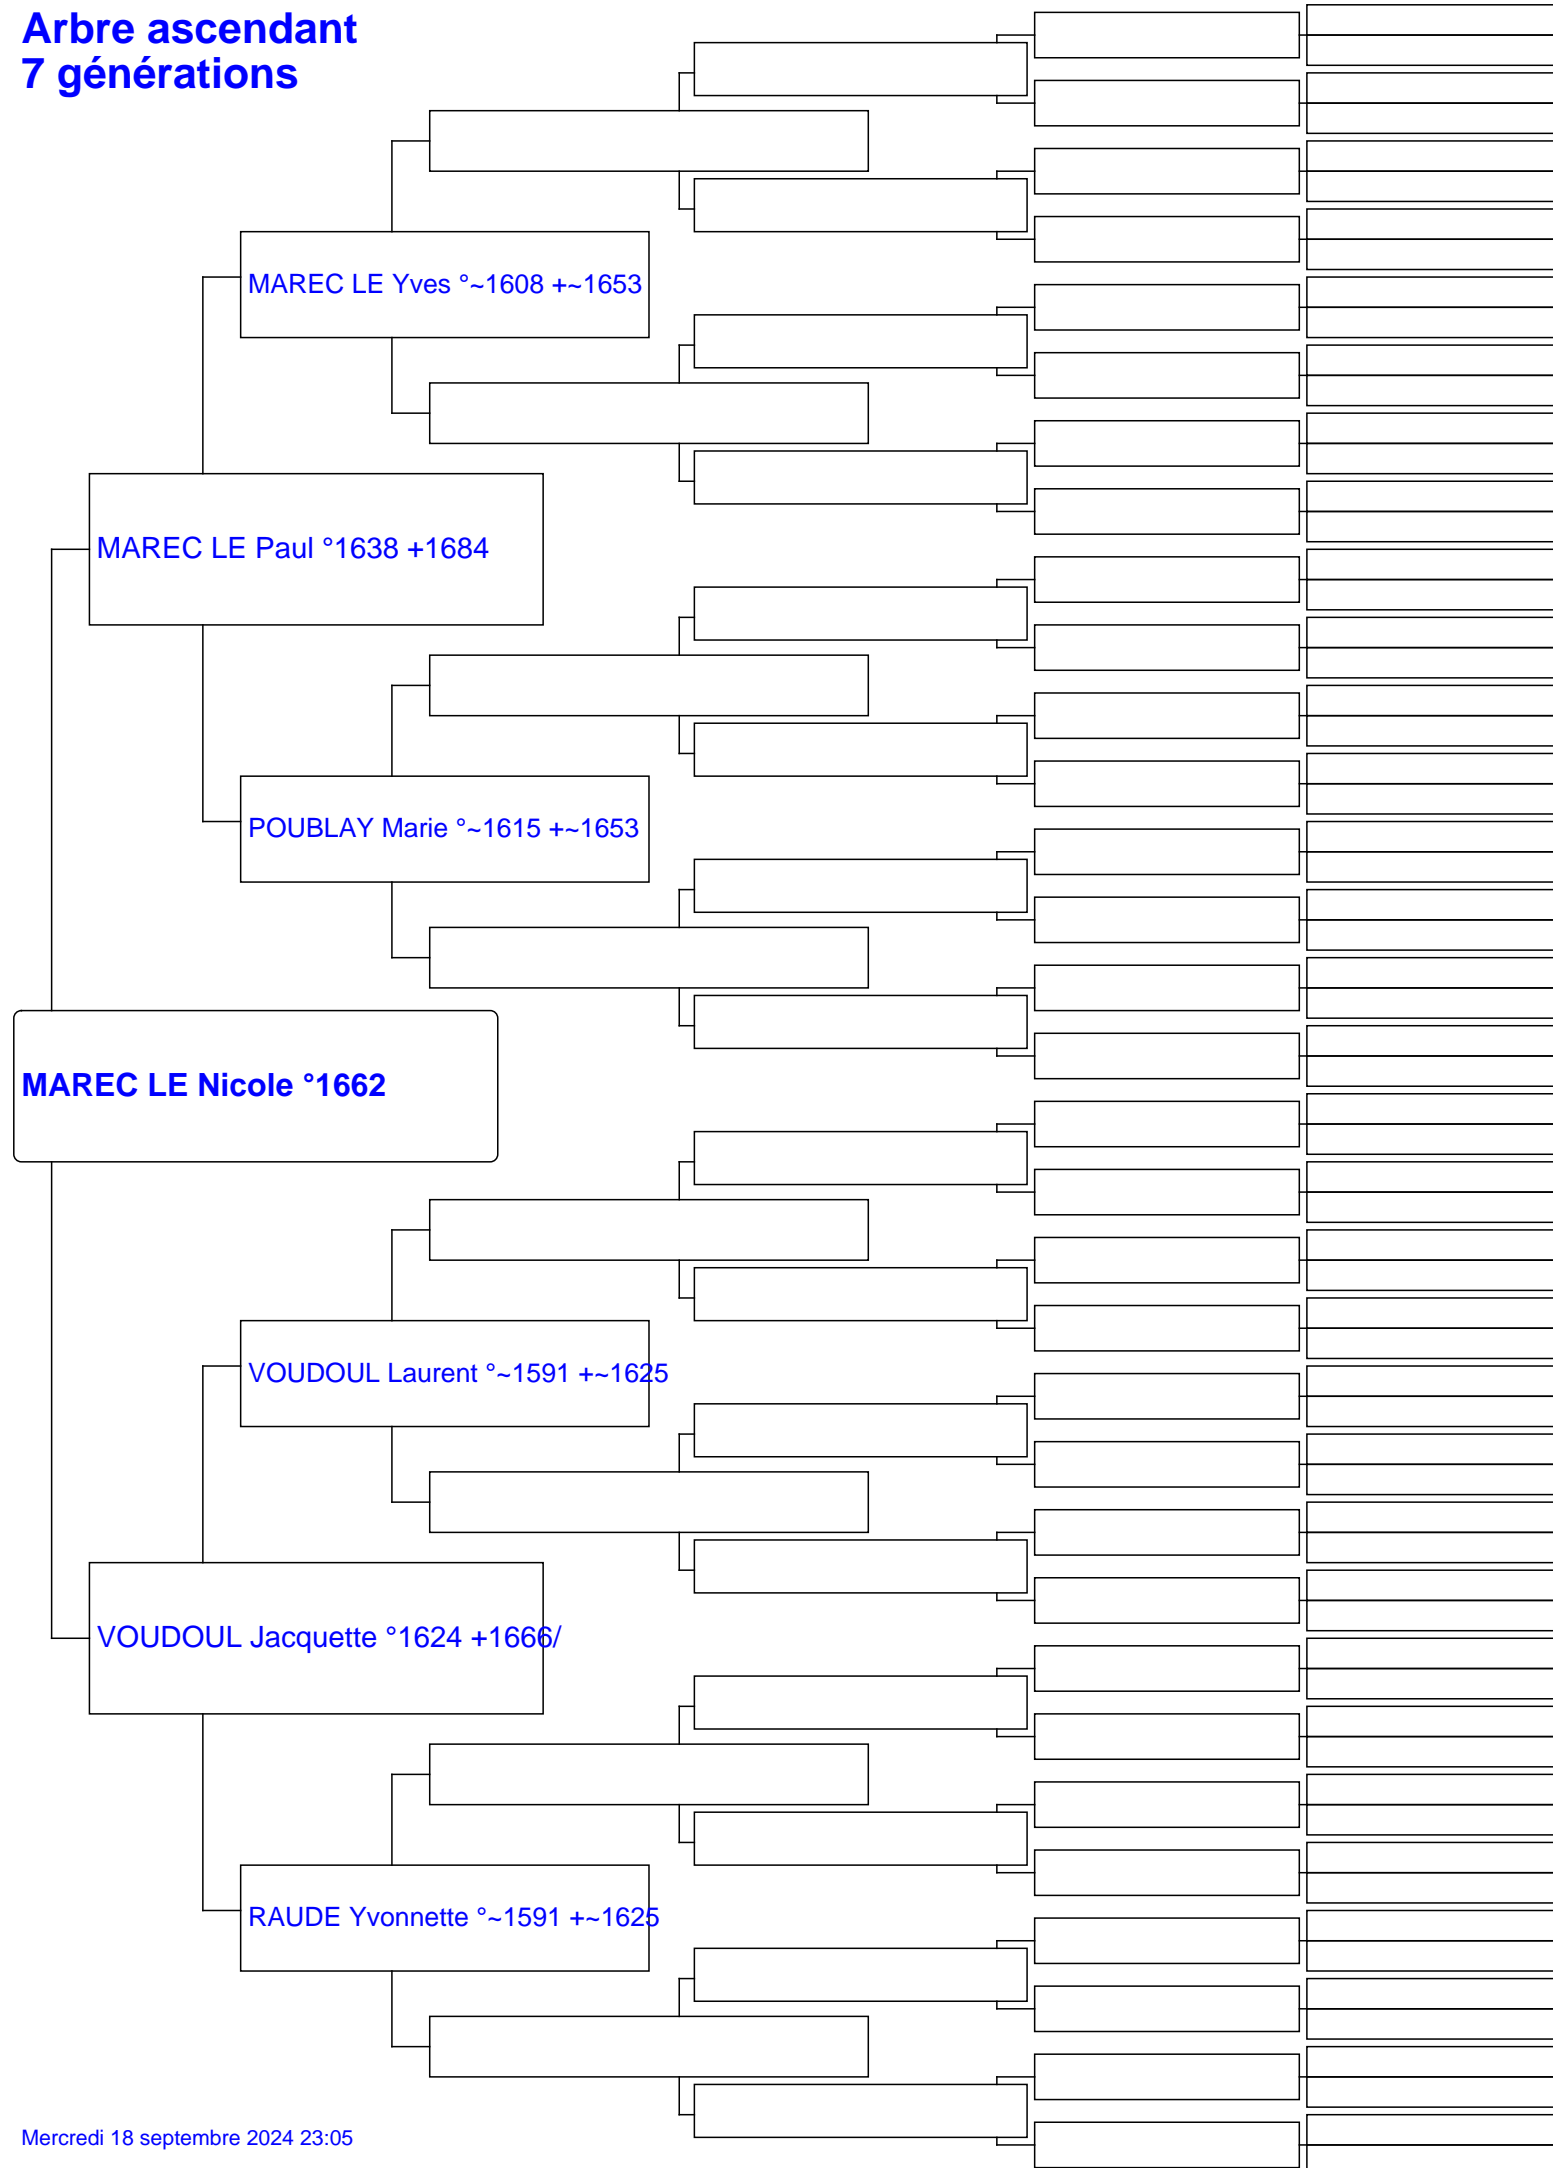 Arbre ascendant
7 générations
MAREC LE Yves °~1608 +~1653
MAREC LE Paul °1638 +1684
POUBLAY Marie °~1615 +~1653
MAREC LE Nicole °1662
VOUDOUL Laurent °~1591 +~1625
VOUDOUL Jacquette °1624 +1666/
RAUDE Yvonnette °~1591 +~1625
Mercredi 18 septembre 2024 23:05